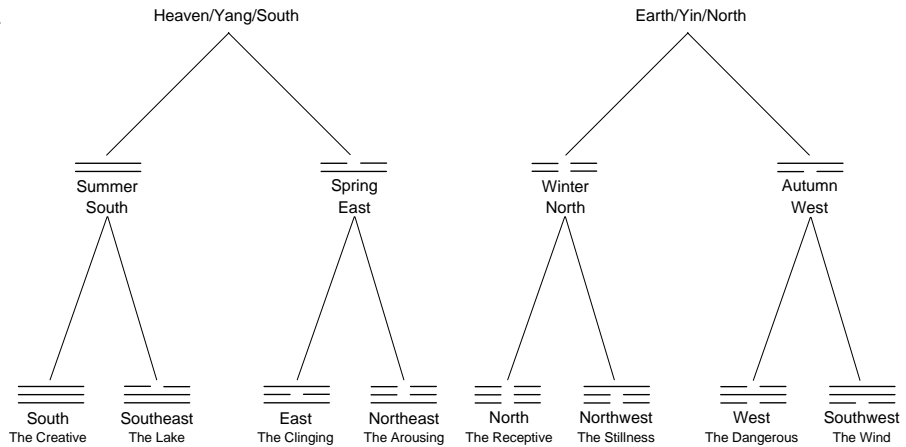 Heaven/Yang/South Earth/Yin/North
Summer Spring Winter Autumn
South East North West
South Southeast East Northeast North Northwest West Southwest
The Creative The Lake The Clinging The Arousing The Receptive The Stillness The Dangerous The Wind